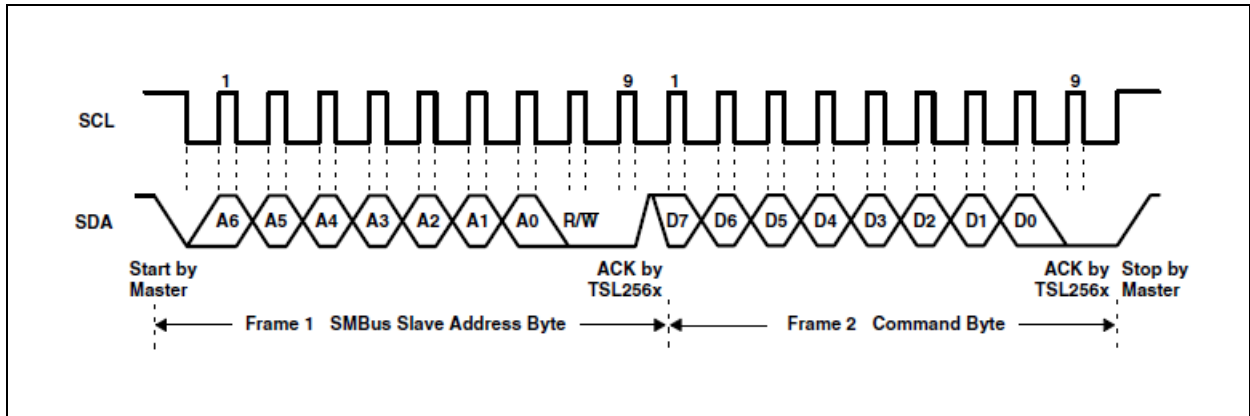 1 9 1 9
SCL
SDA A6 A5 A4 A3 A2 A1 A0 R/W D7 D6 D5 D4 D3 D2 D1 D0
Start by Master
ACK by TSL256x
ACK by TSL256x
Stop by Master
Frame 1 SMBus Slave Address Byte
Frame 2 Command Byte